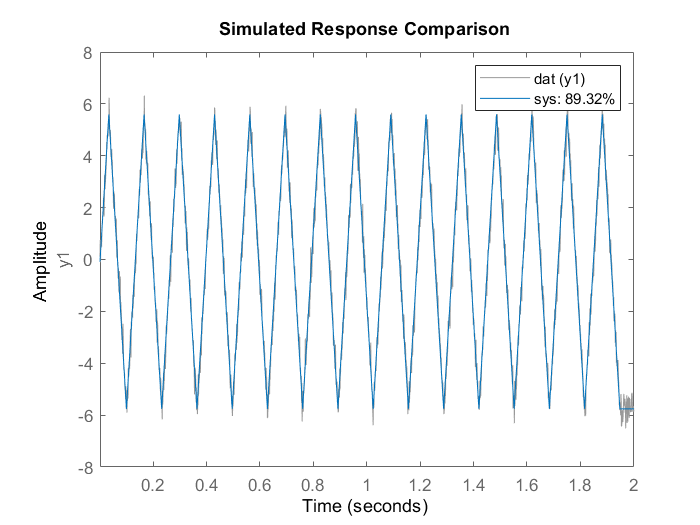 Simulated Response Comparison
dat (y1)
sys: 89.32%
Amplitude
y1
8
6
4
2
0
-2
-4
-6
-8
0.2 0.4 0.6 0.8 1 1.2 1.4 1.6 1.8 2
Time (seconds)